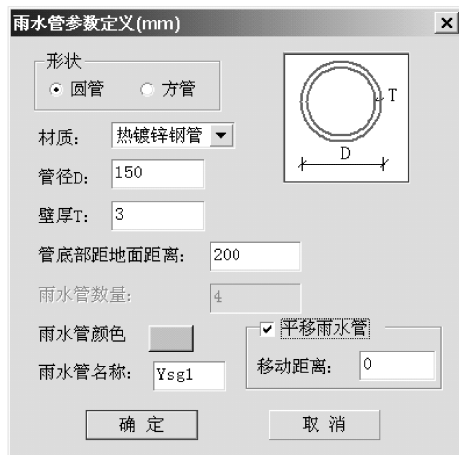 雨水管参数定义(mm)
形状
圆管 方管
T
D
材质: 热镀锌钢管
管径D: 150
壁厚T: 3
管底部距地面距离: 200
雨水管数量: 4
雨水管颜色
平移雨水管
雨水管名称: Ysg1
移动距离: 0
确 定 取 消